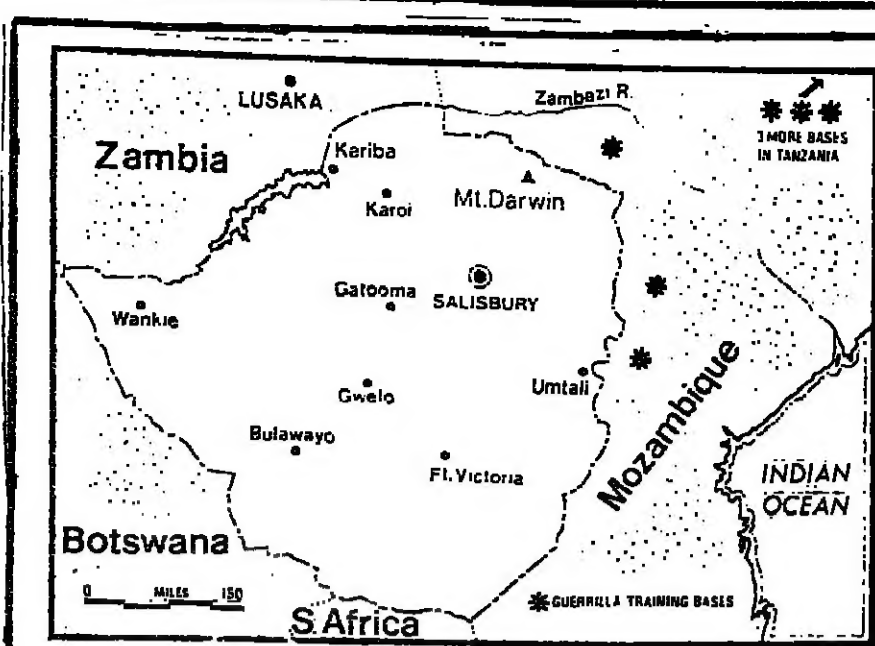 LUSAKA
Zambezi R.
3 MORE BASES
IN TANZANIA
Zambia
Kariba
Karoi
Mt.Darwin
Gatooma
SALISBURY
Wankie
Umtali
Gwelo
Mozambique
Bulawayo
Ft.Victoria
INDIAN
OCEAN
Botswana
0 MILES 150
GUERRILLA TRAINING BASES
S.Africa